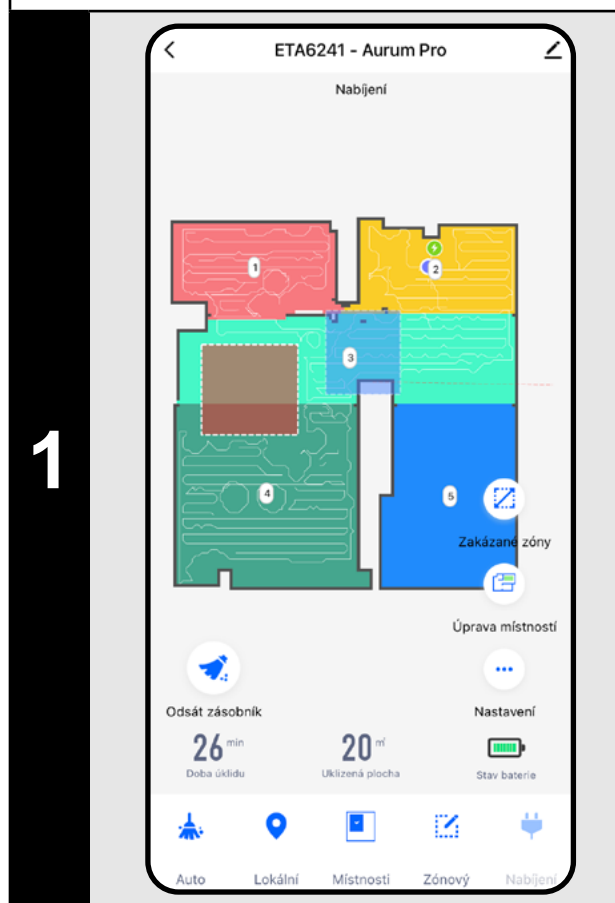 ETA6241 - Aurum Pro
Nabíjení
1
2
3
1
4
5
Zakázané zóny
Úprava místností
Odsát zásobník
Nastavení
26 min
20 m²
Doba úklidu
Uklizená plocha
Stav baterie
Auto
Lokální
Místnosti
Zónový
Nabíjení